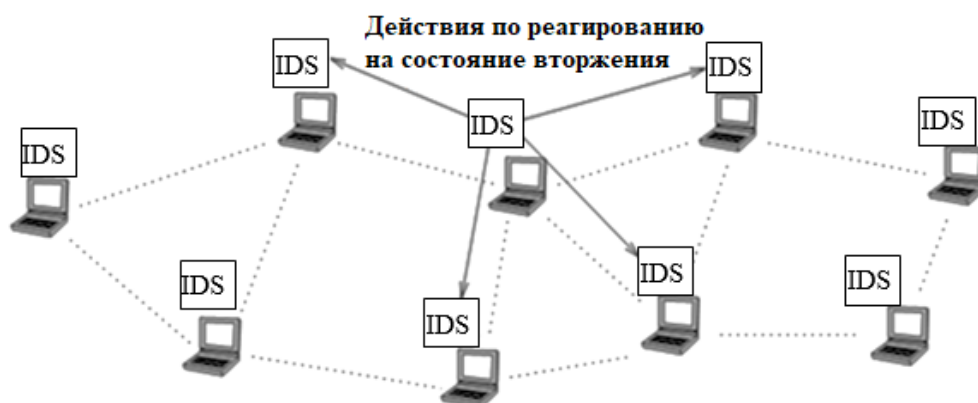 Действия по реагированию
на состояние вторжения
IDS
IDS
IDS
IDS
IDS
IDS
IDS
IDS
IDS